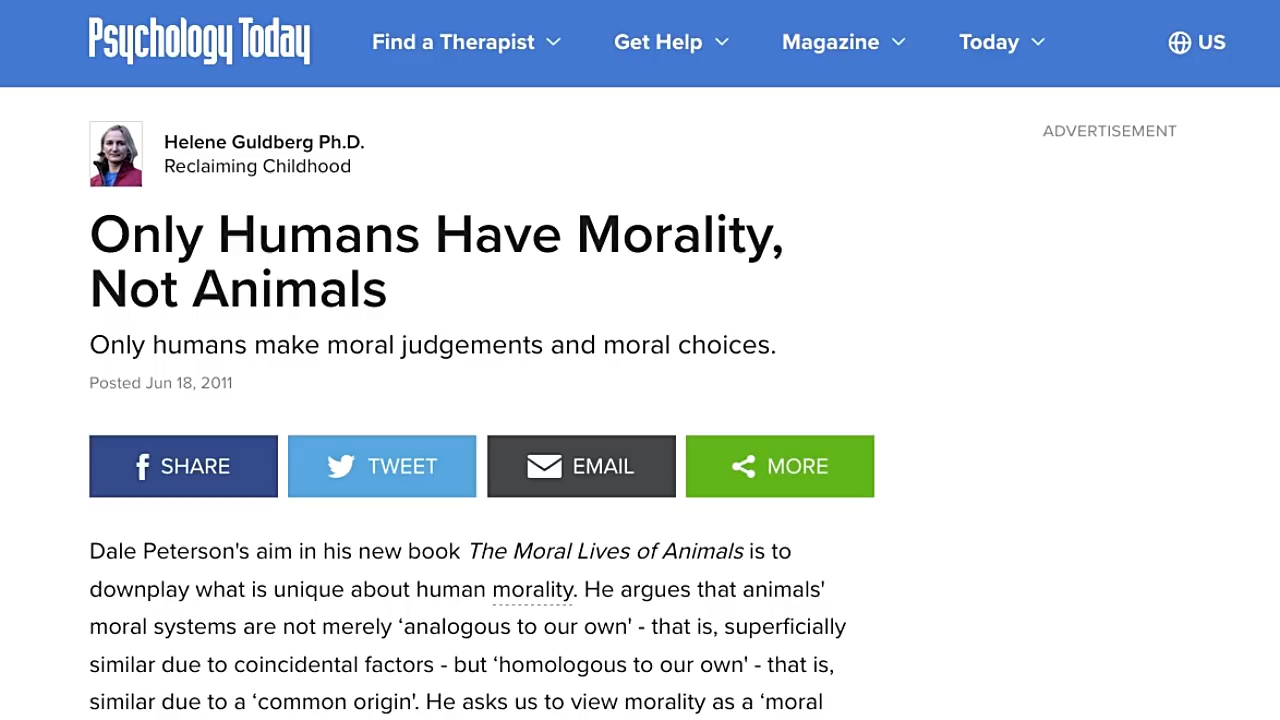 Psychology Today
Find a Therapist
Get Help
Magazine
Today
US
Helene Guldberg Ph.D.
Reclaiming Childhood
ADVERTISEMENT
Only Humans Have Morality,
Not Animals
Only humans make moral judgements and moral choices.
Posted Jun 18, 2011
SHARE
TWEET
EMAIL
MORE
Dale Peterson's aim in his new book The Moral Lives of Animals is to
downplay what is unique about human morality. He argues that animals'
moral systems are not merely ‘analogous to our own' - that is, superficially
similar due to coincidental factors - but ‘homologous to our own' - that is,
similar due to a ‘common origin'. He asks us to view morality as a ‘moral